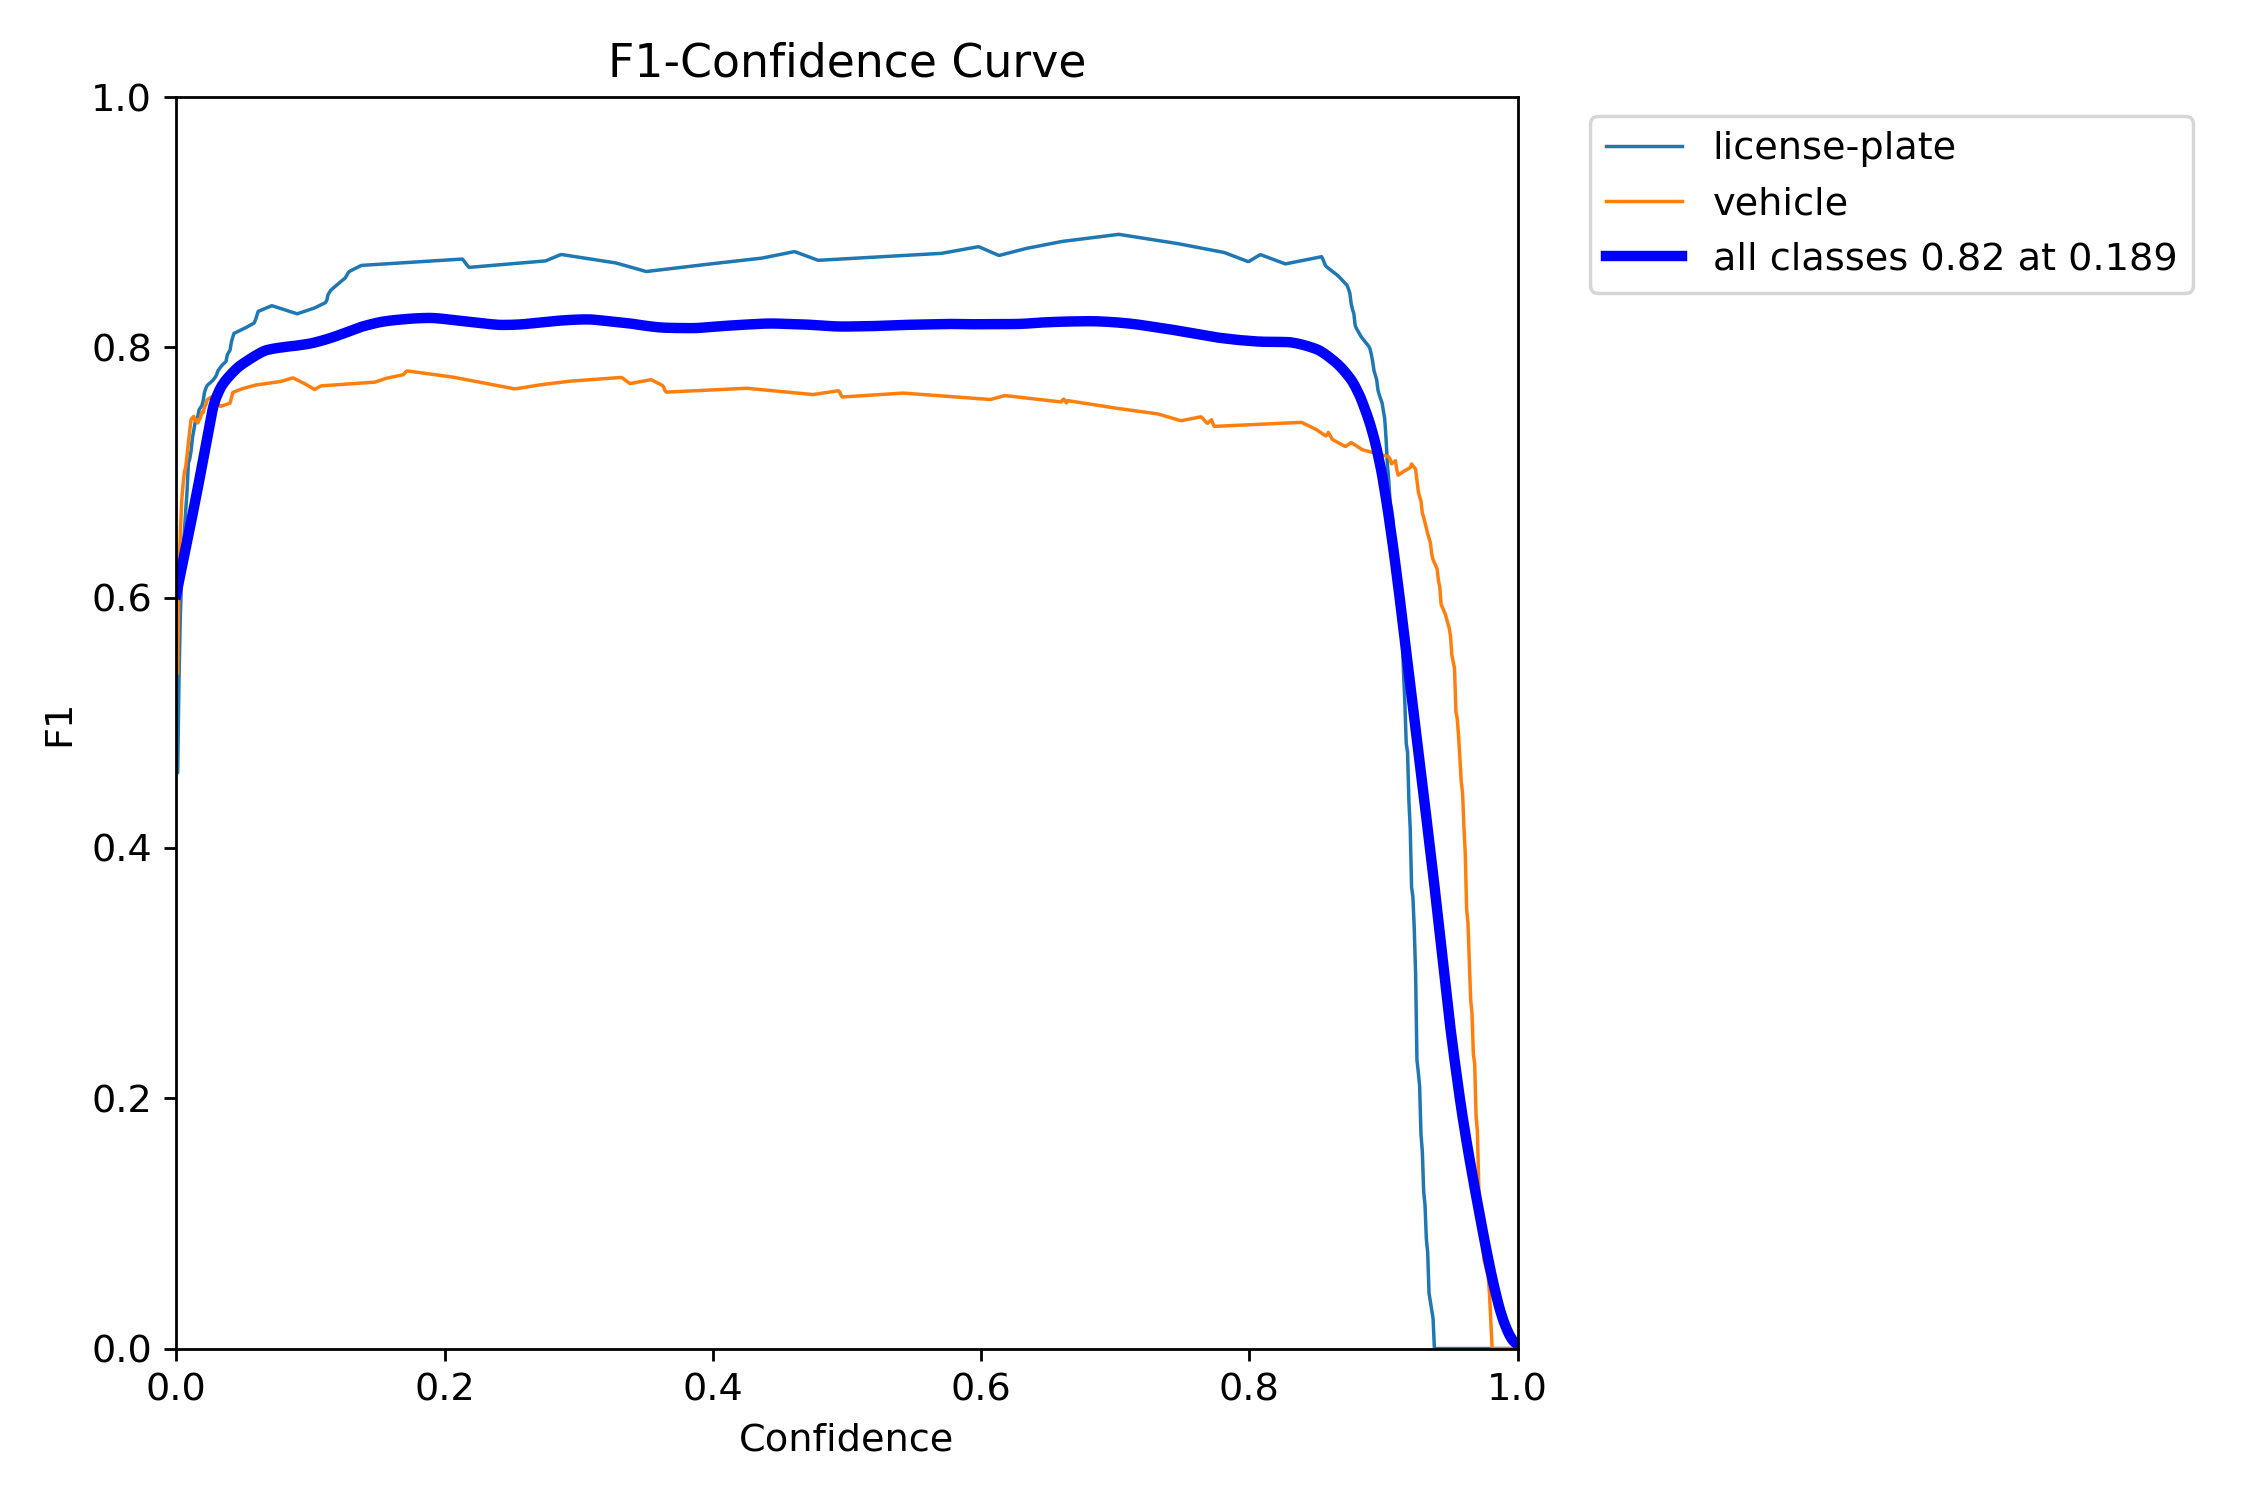 F1-Confidence Curve
1.0
0.8
0.6
0.4
0.2
0.0
F1
0.0 0.2 0.4 0.6 0.8 1.0
Confidence
license-plate
vehicle
all classes 0.82 at 0.189